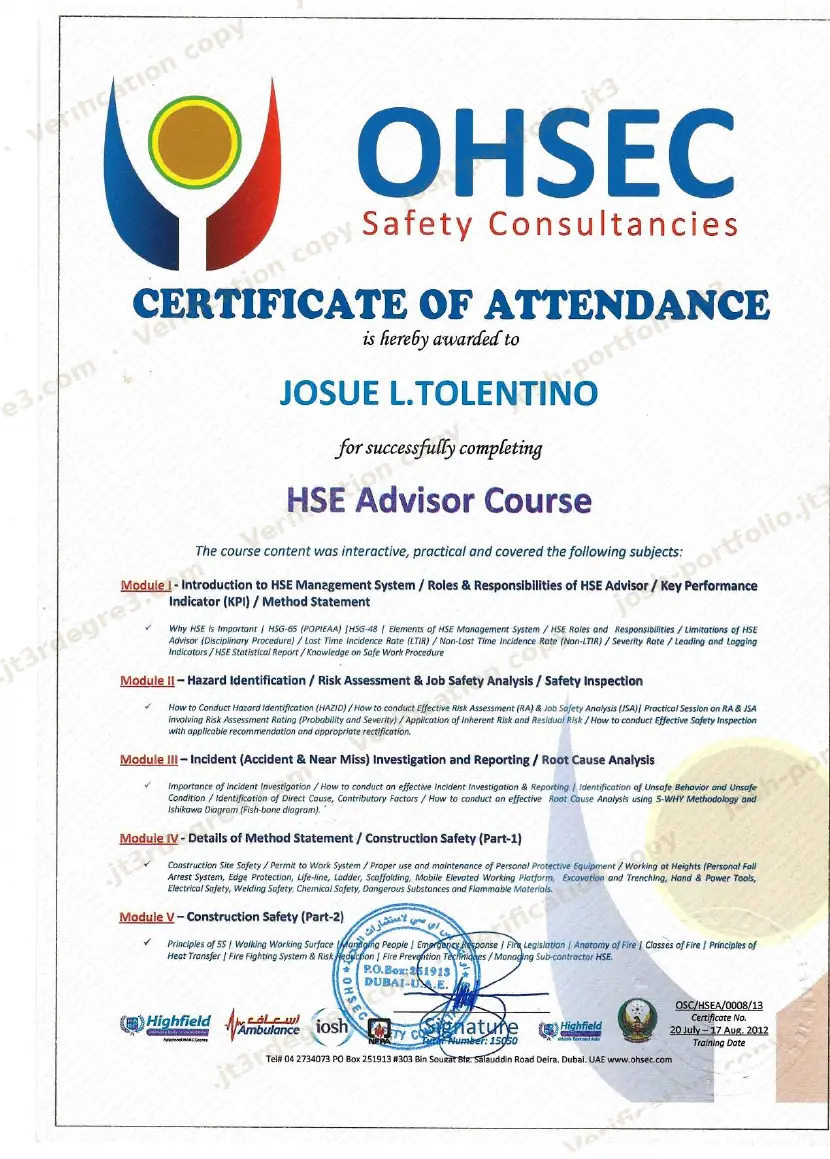 OHSEC
Safety Consultancies
CERTIFICATE OF ATTENDANCE
is hereby awarded to
JOSUE L.TOLENTINO
for successfully completing
HSE Advisor Course
The course content was interactive, practical and covered the following subjects:
Module I - Introduction to HSE Management System / Roles & Responsibilities of HSE Advisor / Key Performance
Indicator (KPI) / Method Statement
✓ Why HSE is Important | HSG-65 (POPIEAA) |HSG-48 | Elements of HSE Management System / HSE Roles and Responsibilities / Limitations of HSE
Advisor (Disciplinary Procedure) / Lost Time Incidence Rate (LTIR) / Non-Lost Time Incidence Rate (Non-LTIR) / Severity Rate / Leading and Lagging
Indicators / HSE Statistical Report / Knowledge on Safe Work Procedure
Module II – Hazard Identification / Risk Assessment & Job Safety Analysis / Safety Inspection
✓ How to Conduct Hazard Identification (HAZID) / How to conduct Effective Risk Assessment (RA) & Job Safety Analysis (JSA)| Practical Session on RA & JSA
involving Risk Assessment Rating (Probability and Severity) / Application of Inherent Risk and Residual Risk / How to conduct Effective Safety Inspection
with applicable recommendation and appropriate rectification.
Module III – Incident (Accident & Near Miss) Investigation and Reporting / Root Cause Analysis
✓ Importance of Incident Investigation / How to conduct an effective Incident Investigation & Reporting | Identification of Unsafe Behavior and Unsafe
Condition / Identification of Direct Cause, Contributory Factors / How to conduct an effective Root Cause Analysis using 5-WHY Methodology and
Ishikawa Diagram (Fish-bone diagram).
Module IV - Details of Method Statement / Construction Safety (Part-1)
✓ Construction Site Safety / Permit to Work System / Proper use and maintenance of Personal Protective Equipment / Working at Heights (Personal Fall
Arrest System, Edge Protection, Life-line, Ladder, Scaffolding, Mobile Elevated Working Platform, Excavation and Trenching, Hand & Power Tools,
Electrical Safety, Welding Safety, Chemical Safety, Dangerous Substances and Flammable Materials.
Module V – Construction Safety (Part-2)
✓ Principles of 5S | Walking Working Surface | Managing People | Emergency Response | Fire Legislation | Anatomy of Fire | Classes of Fire | Principles of
Heat Transfer | Fire Fighting System & Risk Reduction | Fire Prevention Techniques / Managing Sub-contractor HSE.
P.O.Box: 251913
DUBAI-U.A.E.
OHSEC
Highfield
إسعاف
Ambulance
iosh
NFPA
Signature
Tutor Number: 15050
Highfield
OSC/HSEA/0008/13
Certificate No.
20 July – 17 Aug. 2012
Training Date
Tel# 04 2734073 PO Box 251913 #303 Bin Sougat Blg. Salauddin Road Deira, Dubai. UAE www.ohsec.com
Verification copy · josh-portfolio.jt3rdegre3.com